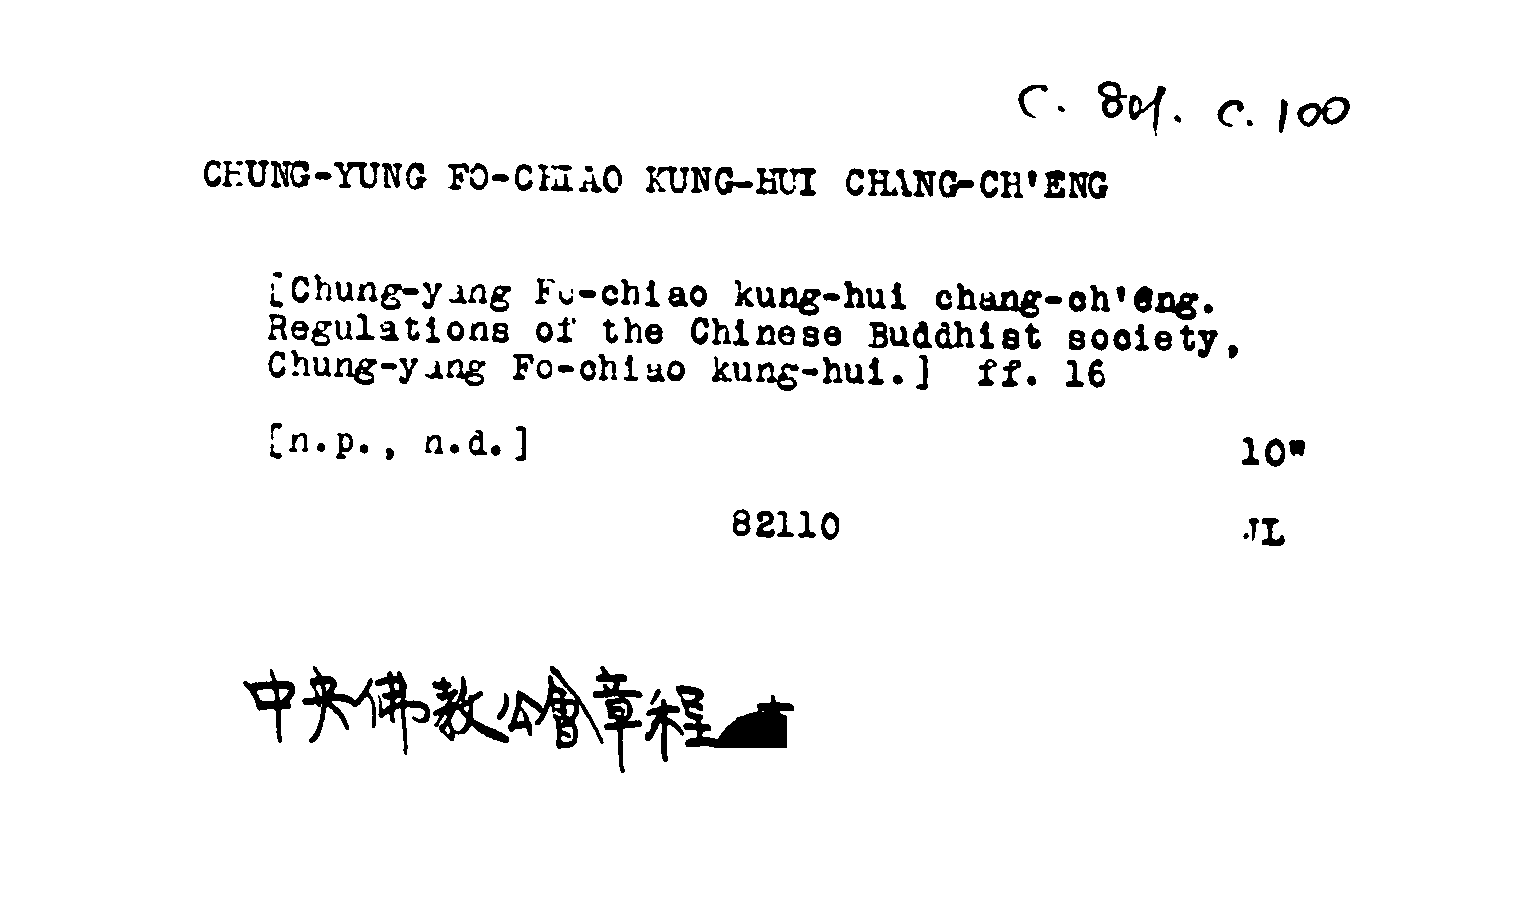 C. 801. C. 100
CHUNG-YUNG FO-CHIAO KUNG-HUI CHANG-CH'ENG
[Chung-yang Fo-chiao kung-hui chang-ch'eng.
Regulations of the Chinese Buddhist society,
Chung-yang Fo-chiao kung-hui.] ff. 16
[n.p., n.d.]
10"
82110
JL
中央佛教公會章程